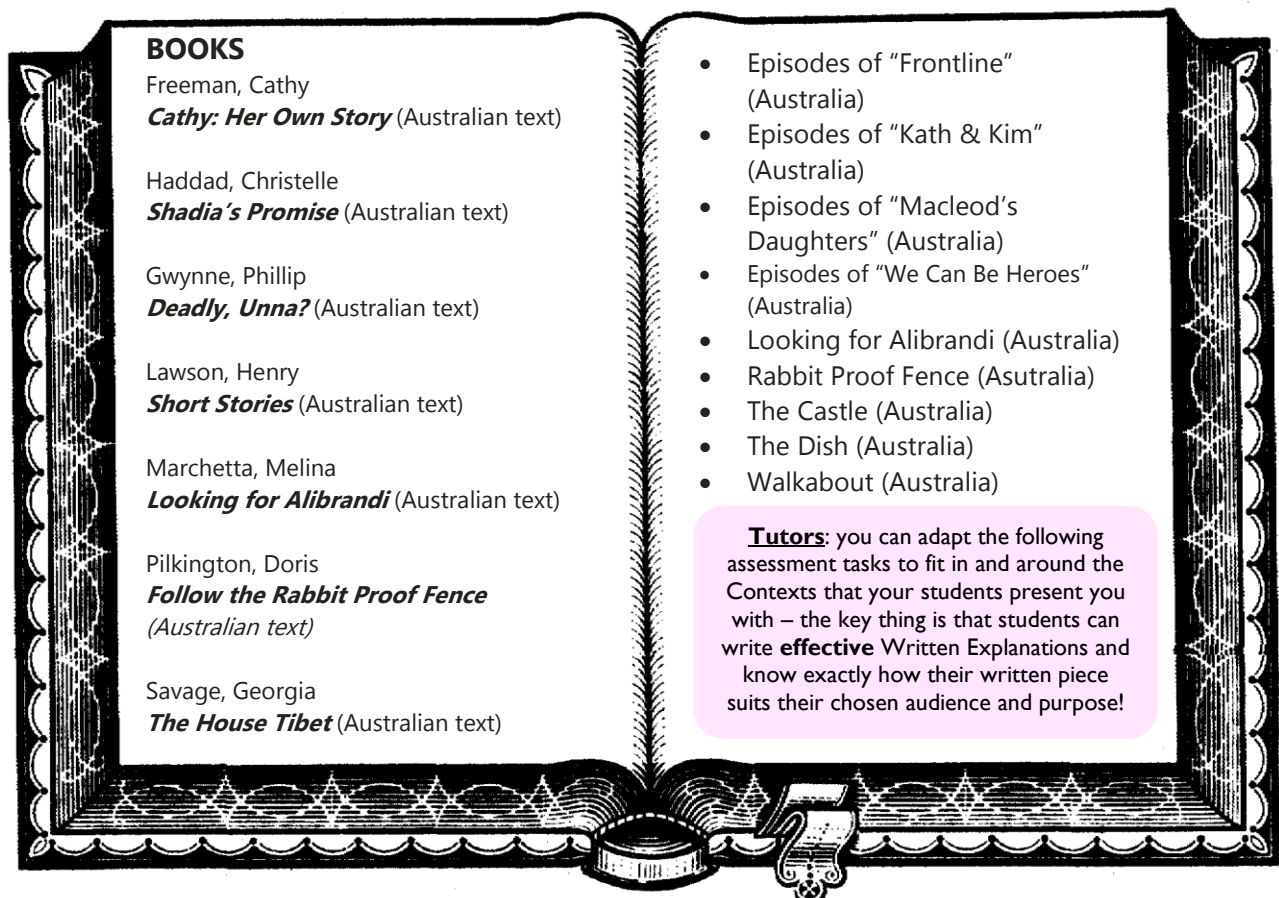 BOOKS
Freeman, Cathy
Cathy: Her Own Story (Australian text)
Haddad, Christelle
Shadia’s Promise (Australian text)
Gwynne, Phillip
Deadly, Unna? (Australian text)
Lawson, Henry
Short Stories (Australian text)
Marchetta, Melina
Looking for Alibrandi (Australian text)
Pilkington, Doris
Follow the Rabbit Proof Fence
(Australian text)
Savage, Georgia
The House Tibet (Australian text)
• Episodes of “Frontline”
(Australia)
• Episodes of “Kath & Kim”
(Australia)
• Episodes of “Macleod’s
Daughters” (Australia)
• Episodes of “We Can Be Heroes”
(Australia)
• Looking for Alibrandi (Australia)
• Rabbit Proof Fence (Asutralia)
• The Castle (Australia)
• The Dish (Australia)
• Walkabout (Australia)
Tutors: you can adapt the following
assessment tasks to fit in and around the
Contexts that your students present you
with – the key thing is that students can
write effective Written Explanations and
know exactly how their written piece
suits their chosen audience and purpose!